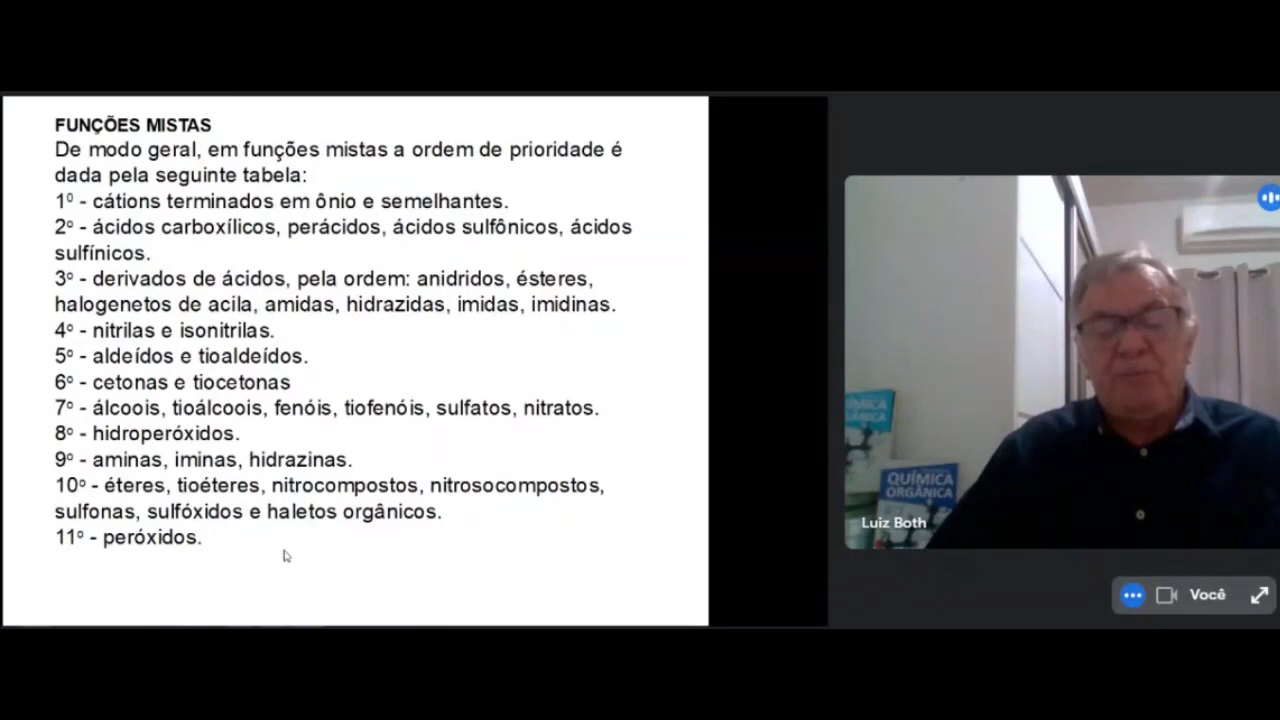 FUNÇÕES MISTAS
De modo geral, em funções mistas a ordem de prioridade é
dada pela seguinte tabela:
1º - cátions terminados em ônio e semelhantes.
2º - ácidos carboxílicos, perácidos, ácidos sulfônicos, ácidos
sulfínicos.
3º - derivados de ácidos, pela ordem: anidridos, ésteres,
halogenetos de acila, amidas, hidrazidas, imidas, imidinas.
4º - nitrilas e isonitrilas.
5º - aldeídos e tioaldeídos.
6º - cetonas e tiocetonas
7º - álcoois, tioálcoois, fenóis, tiofenóis, sulfatos, nitratos.
8º - hidroperóxidos.
9º - aminas, iminas, hidrazinas.
10º - éteres, tioéteres, nitrocompostos, nitrosocompostos,
sulfonas, sulfóxidos e haletos orgânicos.
11º - peróxidos.
QUÍMICA
ORGÂNICA
Luiz Both
Você